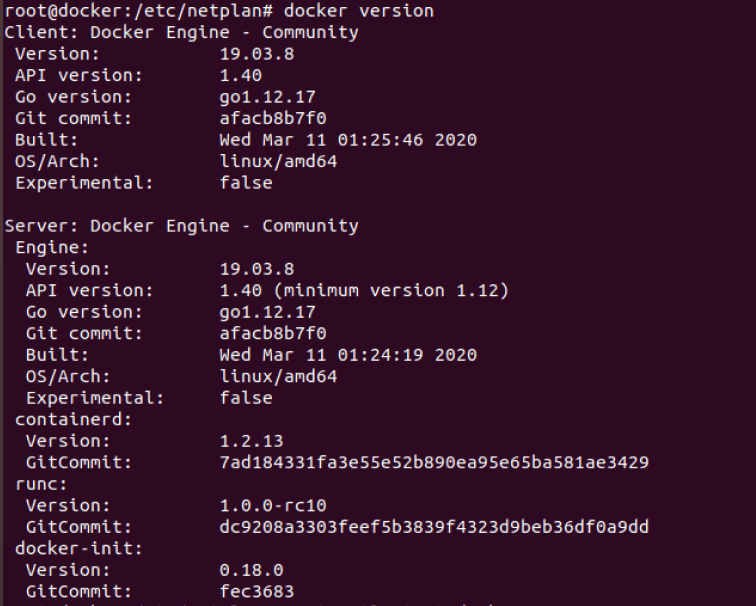 root@docker:/etc/netplan# docker version
Client: Docker Engine - Community
 Version:           19.03.8
 API version:       1.40
 Go version:        go1.12.17
 Git commit:        afacb8b7f0
 Built:             Wed Mar 11 01:25:46 2020
 OS/Arch:           linux/amd64
 Experimental:      false

Server: Docker Engine - Community
 Engine:
  Version:          19.03.8
  API version:      1.40 (minimum version 1.12)
  Go version:       go1.12.17
  Git commit:       afacb8b7f0
  Built:            Wed Mar 11 01:24:19 2020
  OS/Arch:          linux/amd64
  Experimental:     false
 containerd:
  Version:          1.2.13
  GitCommit:        7ad184331fa3e55e52b890ea95e65ba581ae3429
 runc:
  Version:          1.0.0-rc10
  GitCommit:        dc9208a3303feef5b3839f4323d9beb36df0a9dd
 docker-init:
  Version:          0.18.0
  GitCommit:        fec3683